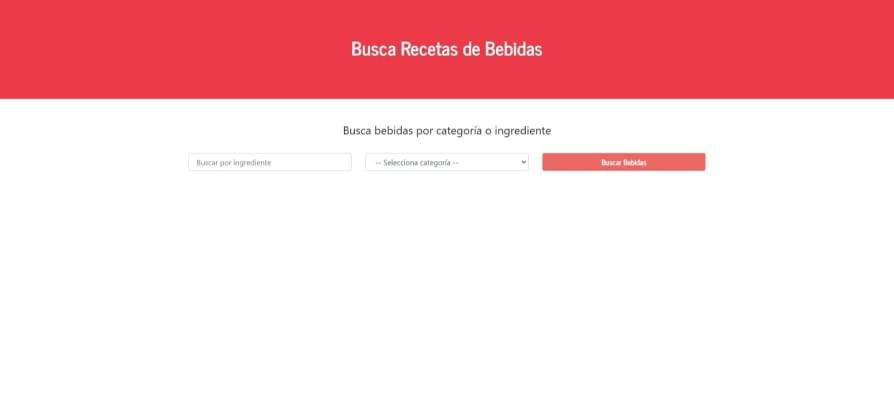 Busca Recetas de Bebidas
Busca bebidas por categoría o ingrediente
Buscar por ingrediente
-- Selecciona categoría --
Buscar Bebidas